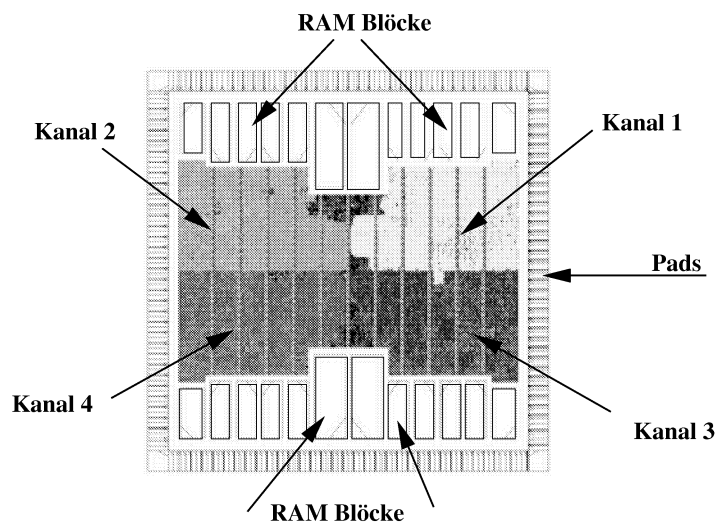 RAM Blöcke
Kanal 2
Kanal 1
Pads
Kanal 4
Kanal 3
RAM Blöcke